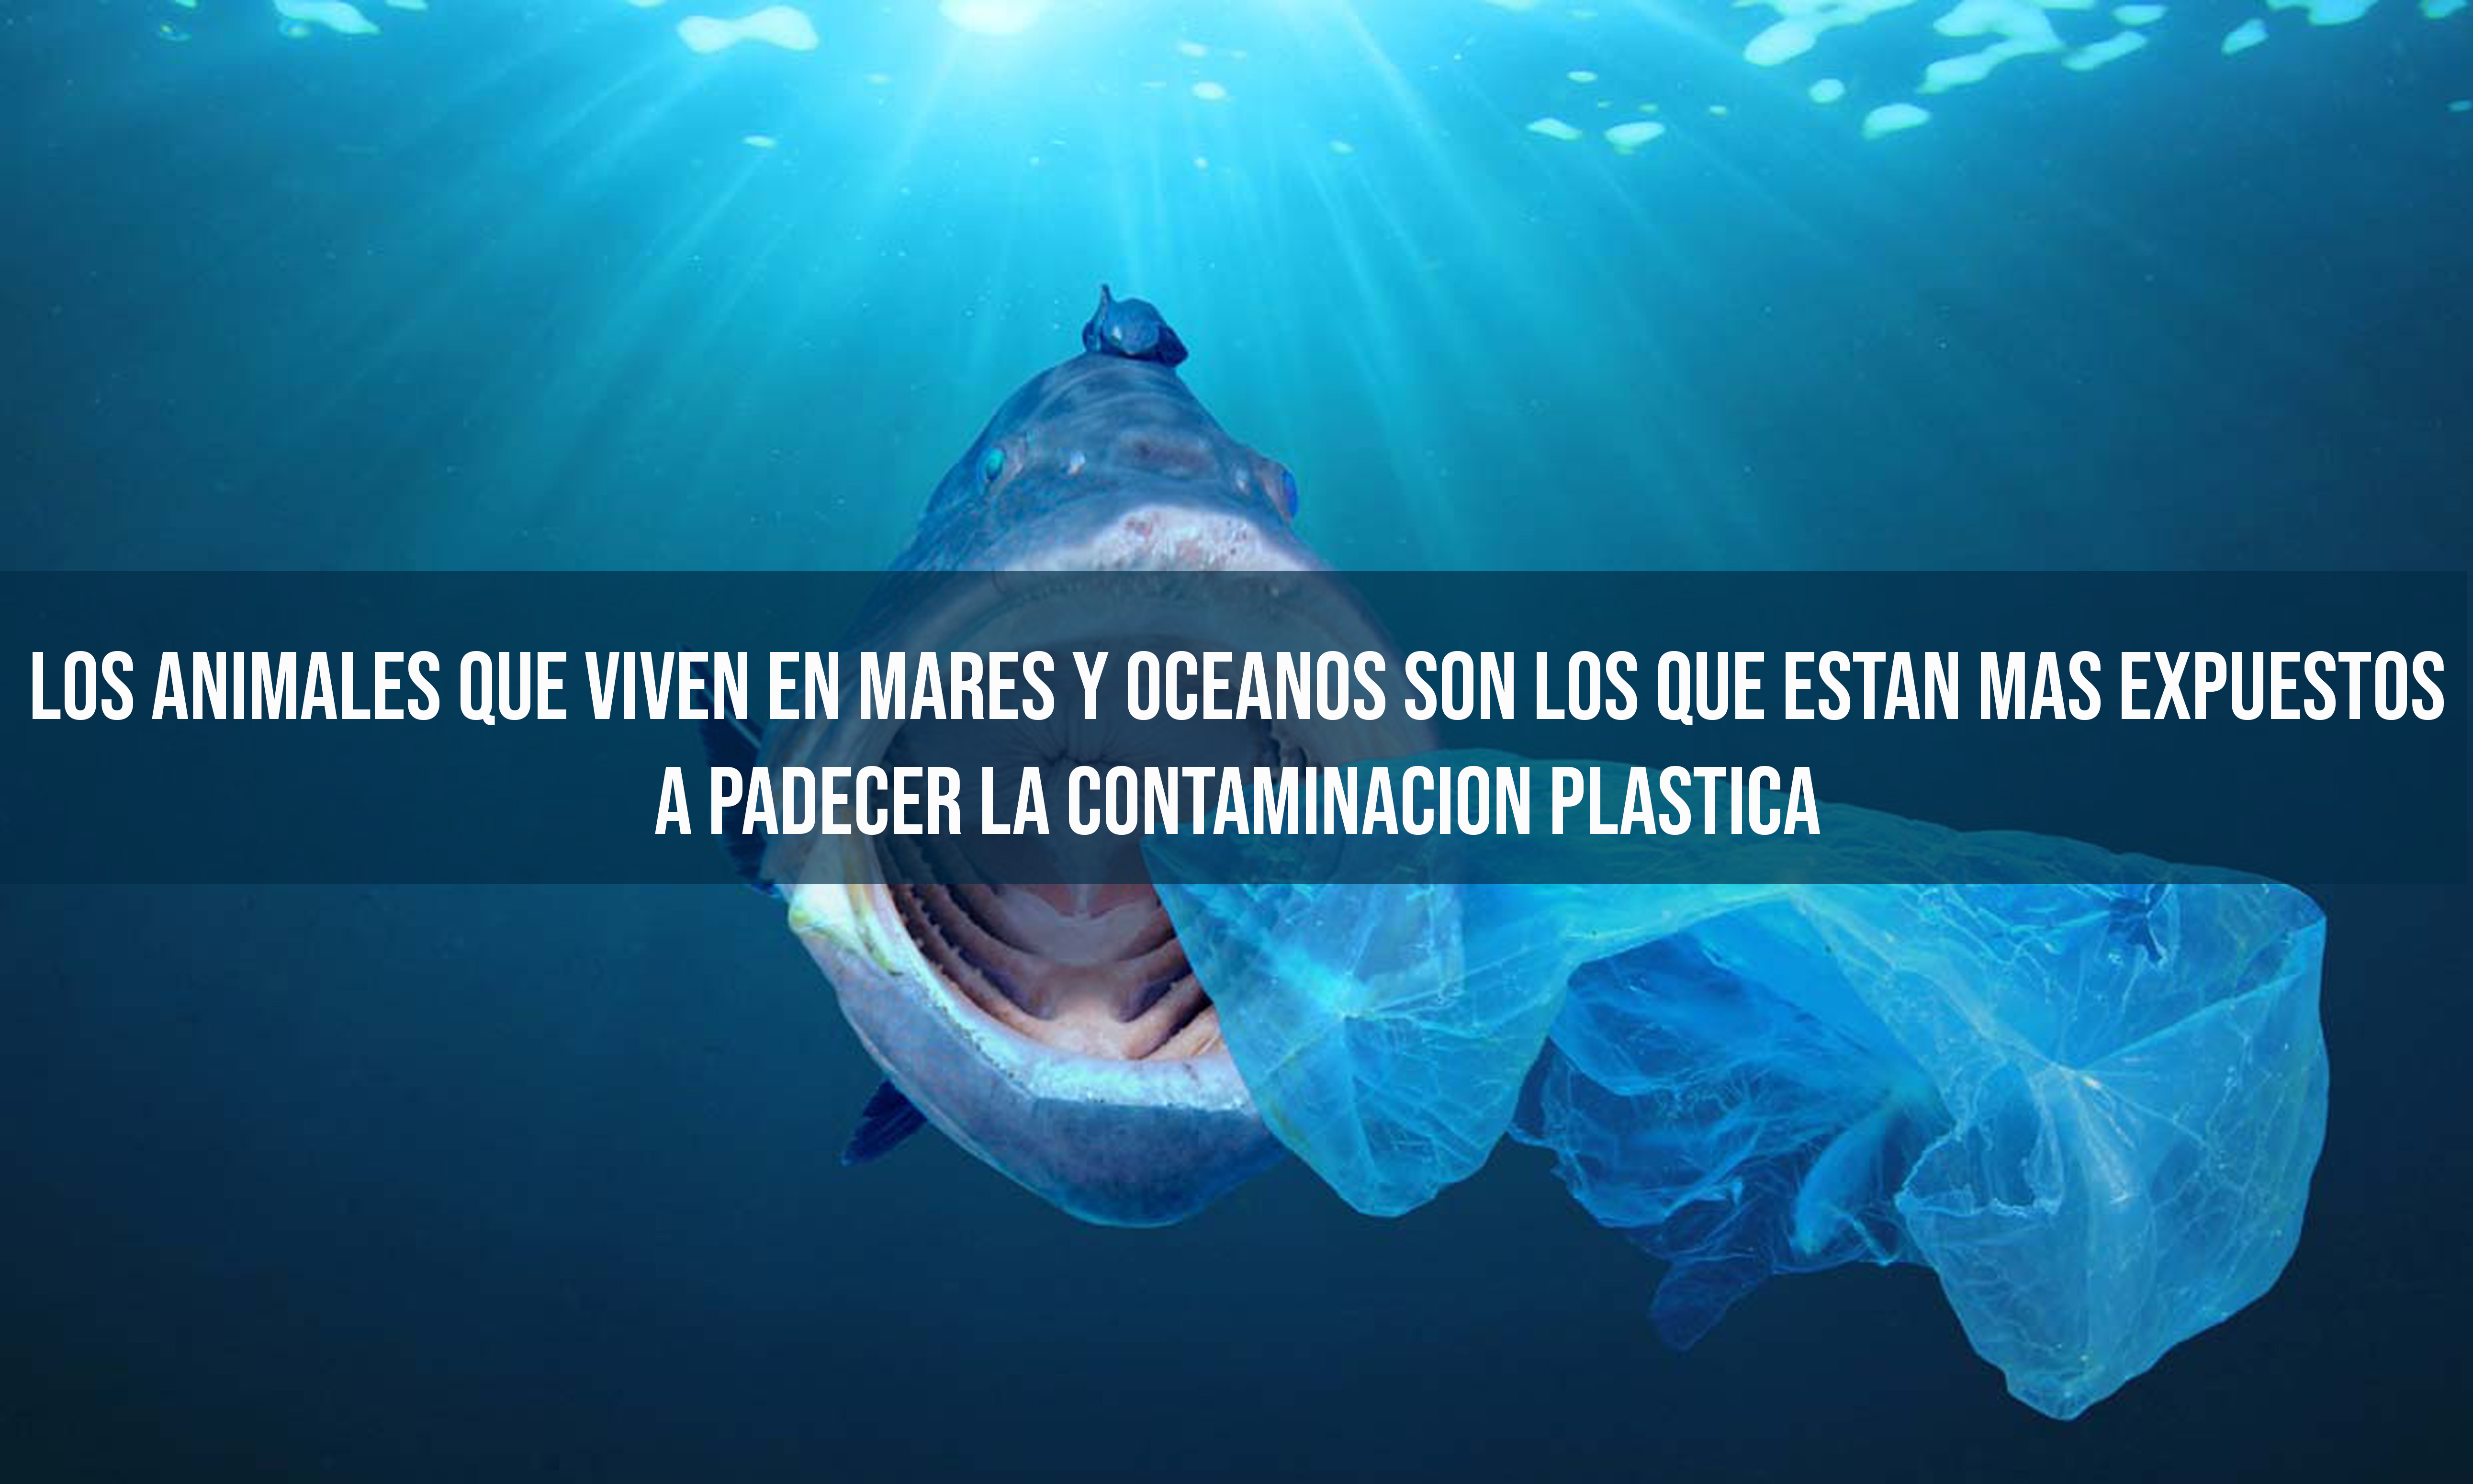 LOS ANIMALES QUE VIVEN EN MARES Y OCEANOS SON LOS QUE ESTAN MAS EXPUESTOS
A PADECER LA CONTAMINACION PLASTICA